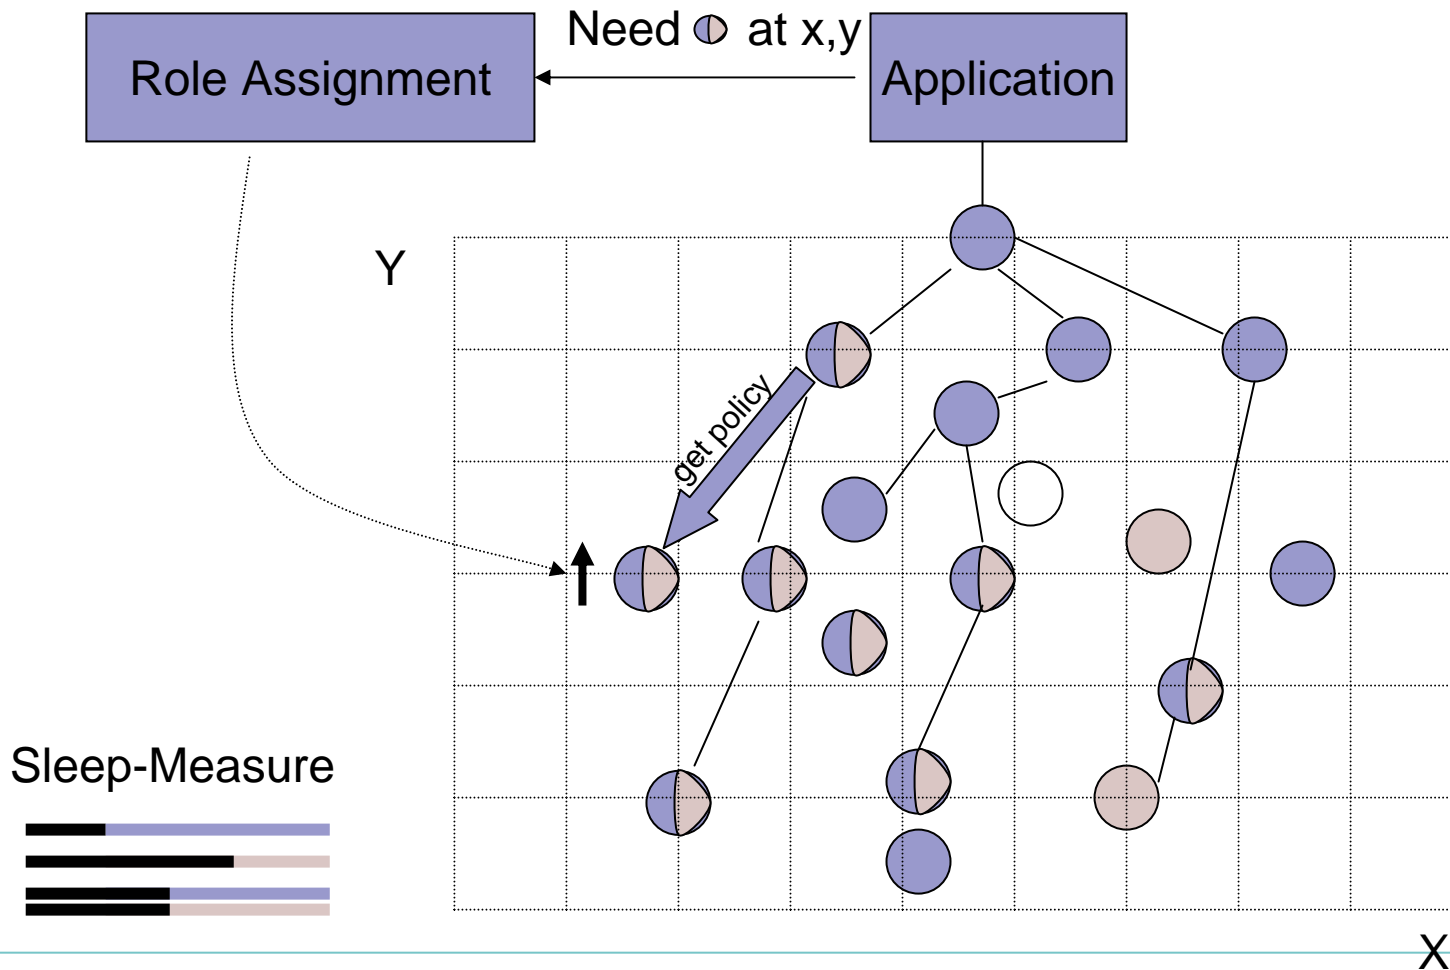 Need at x,y
Role Assignment
Application
Y
get policy
Sleep-Measure
X